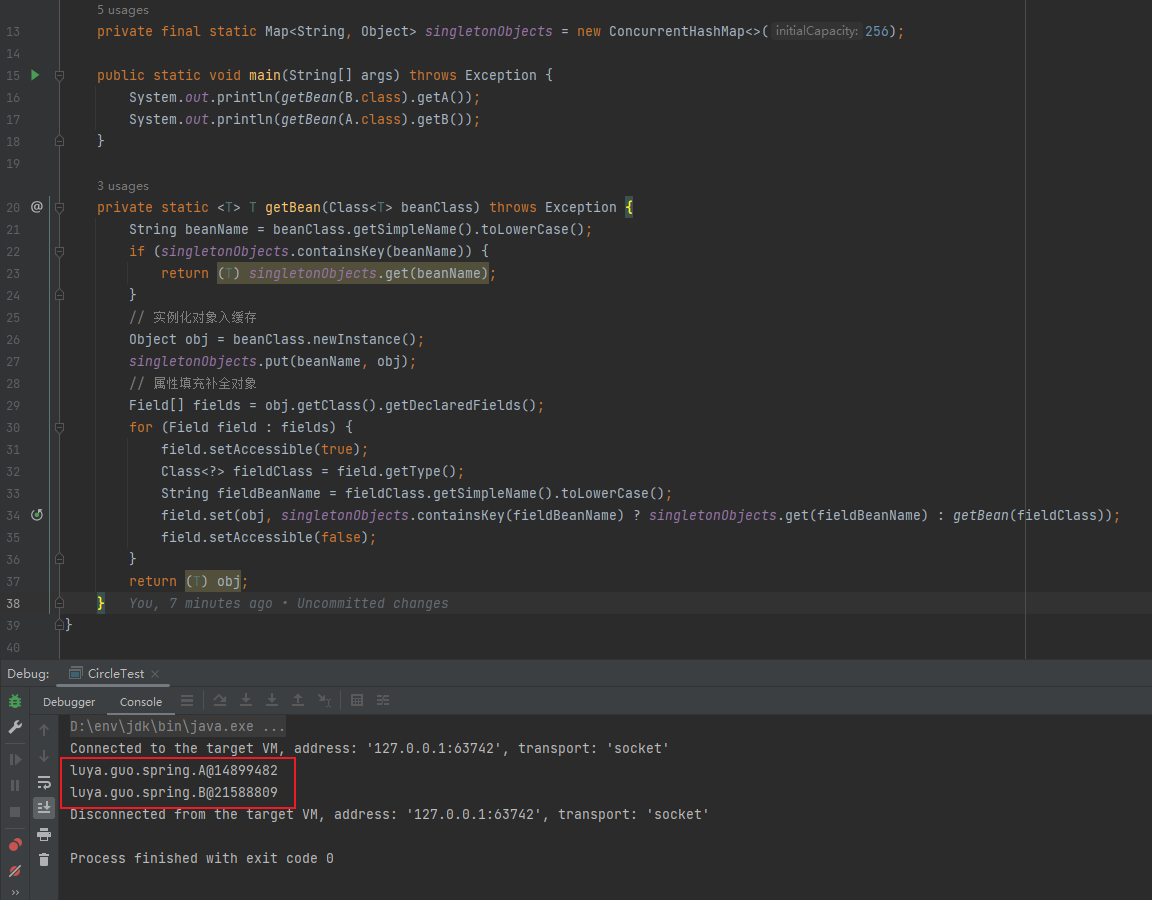 5 usages
13 private final static Map<String, Object> singletonObjects = new ConcurrentHashMap<>( initialCapacity: 256);
14
15 public static void main(String[] args) throws Exception {
16 System.out.println(getBean(B.class).getA());
17 System.out.println(getBean(A.class).getB());
18 }
19
3 usages
20 @ private static <T> T getBean(Class<T> beanClass) throws Exception {
21 String beanName = beanClass.getSimpleName().toLowerCase();
22 if (singletonObjects.containsKey(beanName)) {
23 return (T) singletonObjects.get(beanName);
24 }
25 // 实例化对象入缓存
26 Object obj = beanClass.newInstance();
27 singletonObjects.put(beanName, obj);
28 // 属性填充补全对象
29 Field[] fields = obj.getClass().getDeclaredFields();
30 for (Field field : fields) {
31 field.setAccessible(true);
32 Class<?> fieldClass = field.getType();
33 String fieldBeanName = fieldClass.getSimpleName().toLowerCase();
34 field.set(obj, singletonObjects.containsKey(fieldBeanName) ? singletonObjects.get(fieldBeanName) : getBean(fieldClass));
35 field.setAccessible(false);
36 }
37 return (T) obj;
38 } You, 7 minutes ago • Uncommitted changes
39 }
40
Debug: CircleTest
Debugger Console
D:\env\jdk\bin\java.exe ...
Connected to the target VM, address: '127.0.0.1:63742', transport: 'socket'
luya.guo.spring.A@14899482
luya.guo.spring.B@21588809
Disconnected from the target VM, address: '127.0.0.1:63742', transport: 'socket'
Process finished with exit code 0